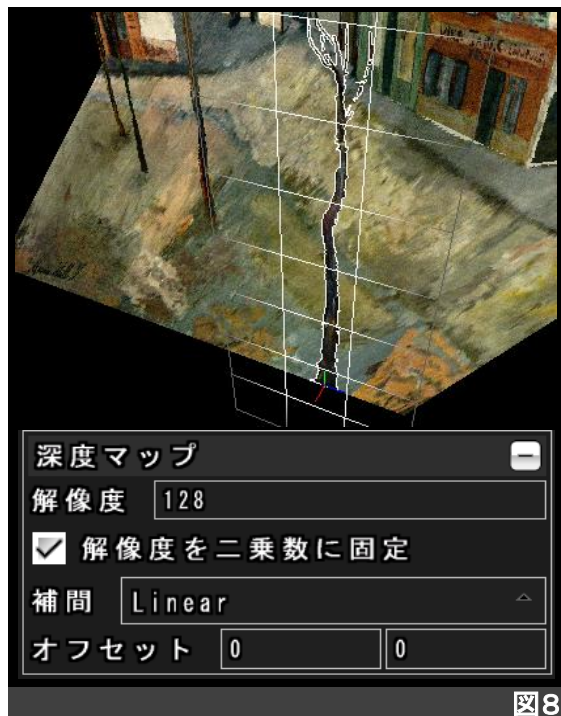 深度マップ
解像度 128
解像度を二乗数に固定
補間 Linear
オフセット 0 0
図8